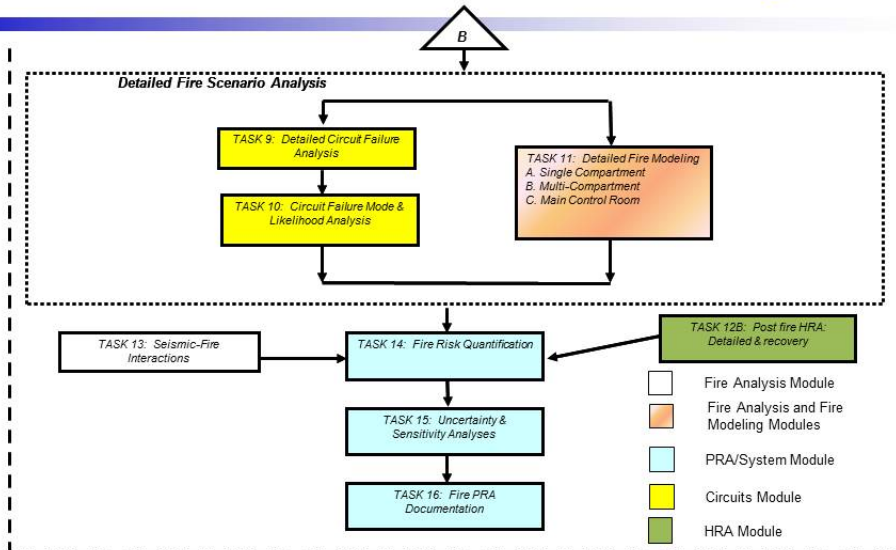 B
Detailed Fire Scenario Analysis
TASK 9: Detailed Circuit Failure
Analysis
TASK 10: Circuit Failure Mode &
Likelihood Analysis
TASK 11: Detailed Fire Modeling
A. Single Compartment
B. Multi-Compartment
C. Main Control Room
TASK 13: Seismic-Fire
Interactions
TASK 14: Fire Risk Quantification
TASK 12B: Post fire HRA:
Detailed & recovery
TASK 15: Uncertainty &
Sensitivity Analyses
TASK 16: Fire PRA
Documentation
Fire Analysis Module
Fire Analysis and Fire
Modeling Modules
PRA/System Module
Circuits Module
HRA Module